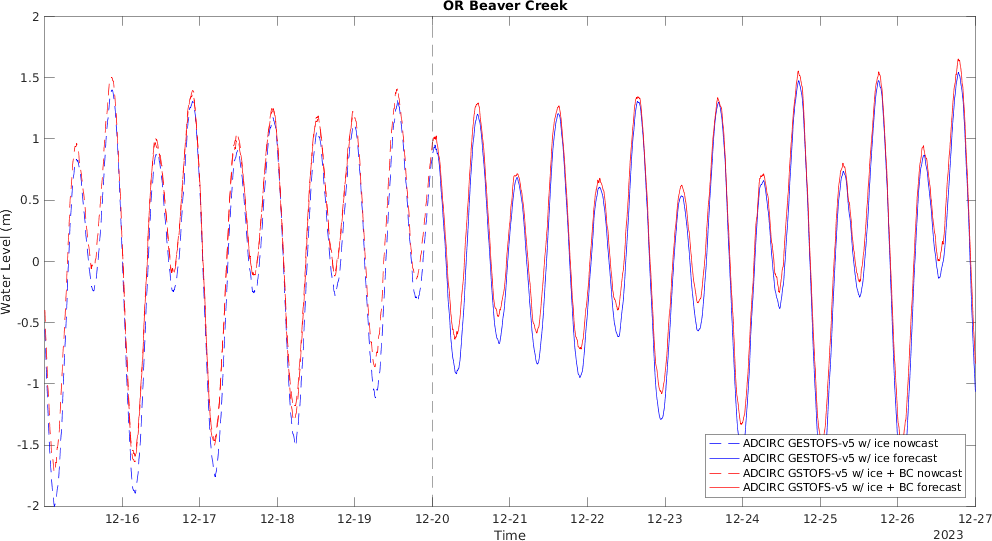 OR Beaver Creek
2
1.5
1
0.5
0
-0.5
-1
-1.5
-2
Water Level (m)
12-16 12-17 12-18 12-19 12-20 12-21 12-22 12-23 12-24 12-25 12-26 12-27
Time
2023
ADCIRC GESTOFS-v5 w/ ice nowcast
ADCIRC GESTOFS-v5 w/ ice forecast
ADCIRC GSTOFS-v5 w/ ice + BC nowcast
ADCIRC GSTOFS-v5 w/ ice + BC forecast